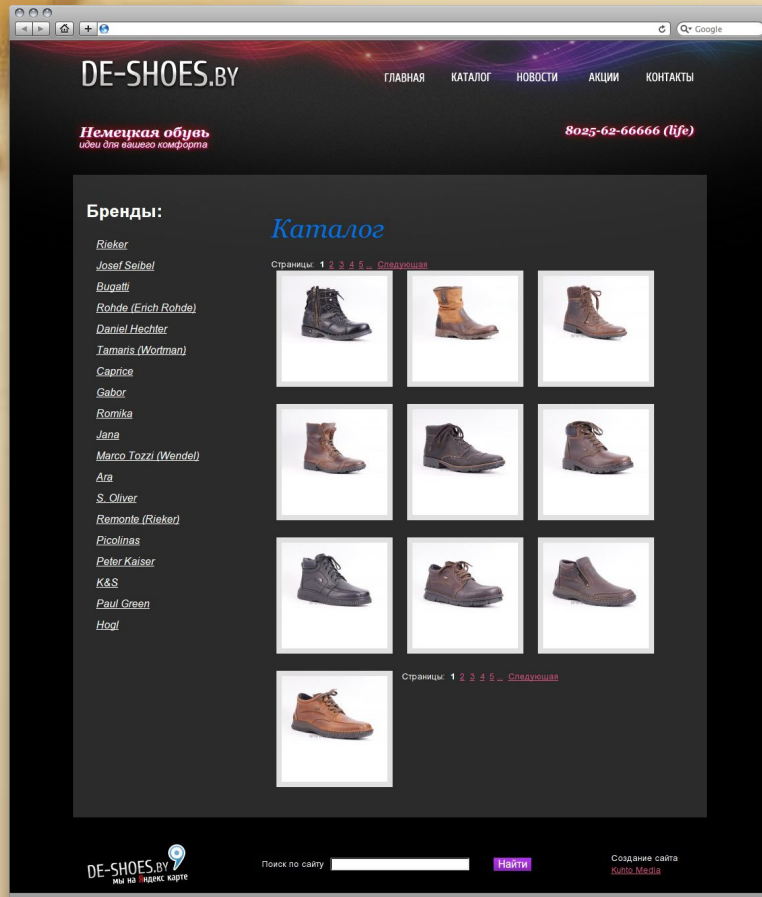 Google
DE-SHOES.BY
ГЛАВНАЯ КАТАЛОГ НОВОСТИ АКЦИИ КОНТАКТЫ
Немецкая обувь
идеи для вашего комфорта
8025-62-66666 (life)
Бренды:
Rieker
Josef Seibel
Bugatti
Rohde (Erich Rohde)
Daniel Hechter
Tamaris (Wortman)
Caprice
Gabor
Romika
Jana
Marco Tozzi (Wendel)
Ara
S. Oliver
Remonte (Rieker)
Picolinas
Peter Kaiser
K&S
Paul Green
Hogl
Каталог
Страницы: 1 2 3 4 5 ... Следующая
Страницы: 1 2 3 4 5 ... Следующая
DE-SHOES.BY
мы на Яндекс карте
Поиск по сайту
Найти
Создание сайта
Kuhto Media